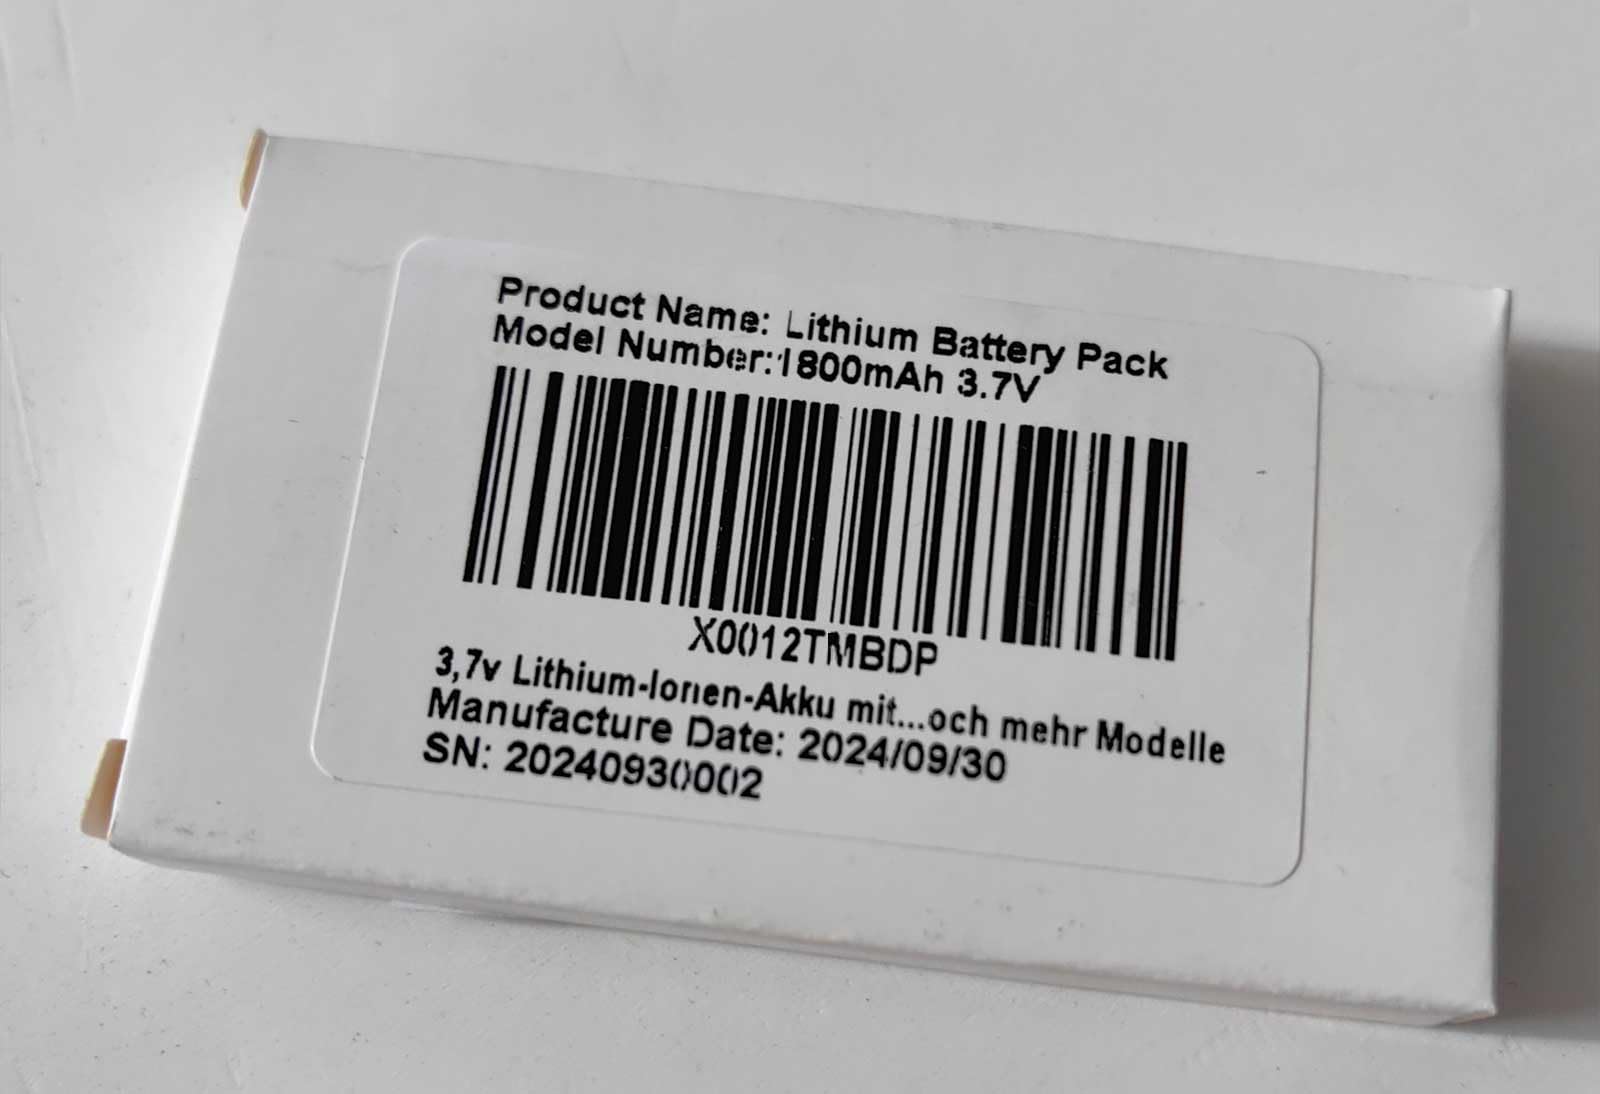 Product Name: Lithium Battery Pack
Model Number:1800mAh 3.7V
X0012TMBDP
3,7v Lithium-Ionen-Akku mit...och mehr Modelle
Manufacture Date: 2024/09/30
SN: 20240930002